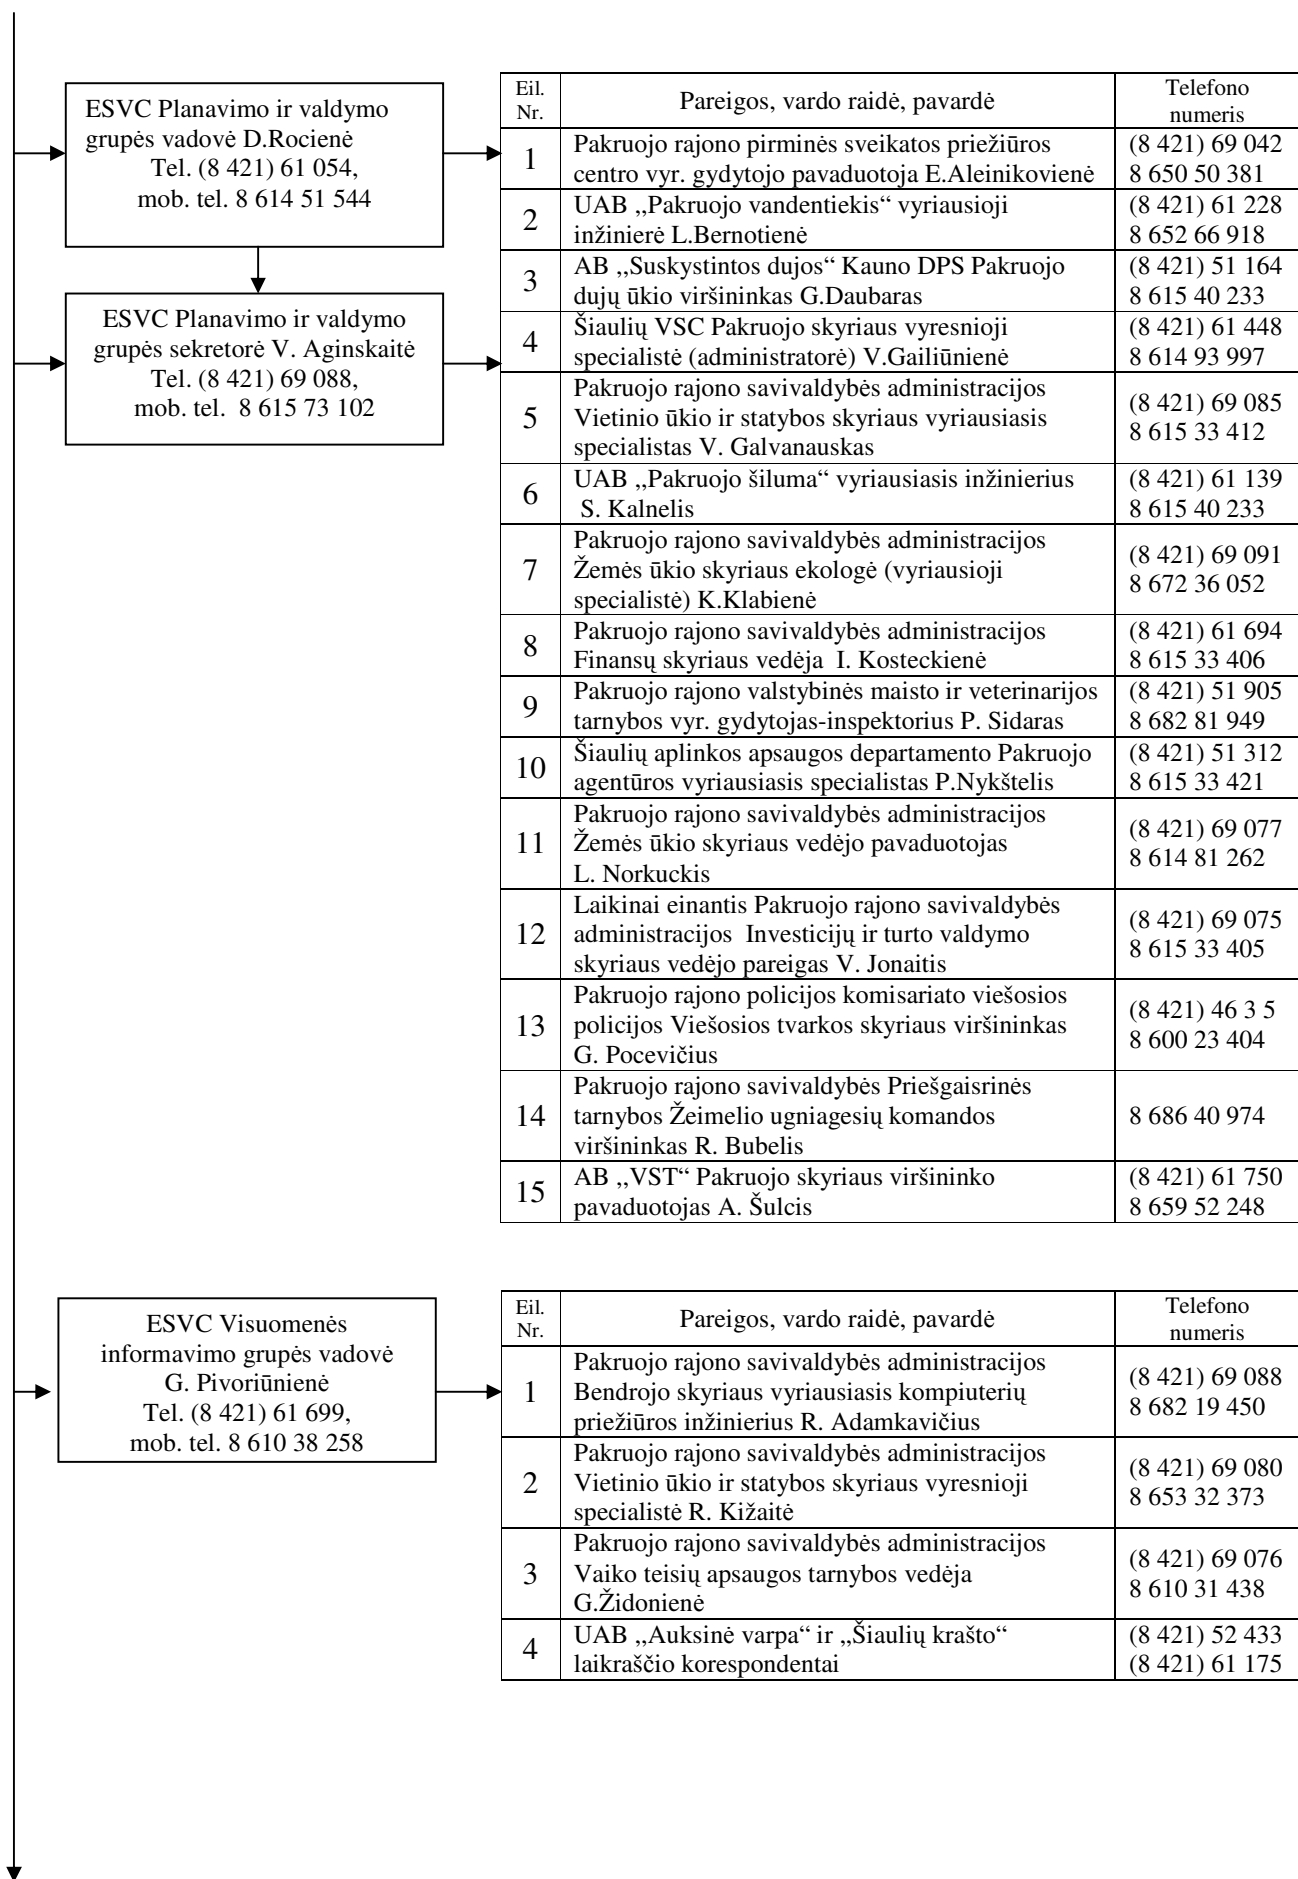 ESVC Planavimo ir valdymo
grupės vadovė D.Rocienė
Tel. (8 421) 61 054,
mob. tel. 8 614 51 544
ESVC Planavimo ir valdymo
grupės sekretorė V. Aginskaitė
Tel. (8 421) 69 088,
mob. tel. 8 615 73 102
Eil. Nr.
Pareigos, vardo raidė, pavardė
Telefono numeris
1
Pakruojo rajono pirminės sveikatos priežiūros
centro vyr. gydytojo pavaduotoja E.Aleinikovienė
(8 421) 69 042
8 650 50 381
2
UAB „Pakruojo vandentiekis“ vyriausioji
inžinierė L.Bernotienė
(8 421) 61 228
8 652 66 918
3
AB „Suskystintos dujos“ Kauno DPS Pakruojo
dujų ūkio viršininkas G.Daubaras
(8 421) 51 164
8 615 40 233
4
Šiaulių VSC Pakruojo skyriaus vyresnioji
specialistė (administratorė) V.Gailiūnienė
(8 421) 61 448
8 614 93 997
5
Pakruojo rajono savivaldybės administracijos
Vietinio ūkio ir statybos skyriaus vyriausiasis
specialistas V. Galvanauskas
(8 421) 69 085
8 615 33 412
6
UAB „Pakruojo šiluma“ vyriausiasis inžinierius
S. Kalnelis
(8 421) 61 139
8 615 40 233
7
Pakruojo rajono savivaldybės administracijos
Žemės ūkio skyriaus ekologė (vyriausioji
specialistė) K.Klabienė
(8 421) 69 091
8 672 36 052
8
Pakruojo rajono savivaldybės administracijos
Finansų skyriaus vedėja I. Kosteckienė
(8 421) 61 694
8 615 33 406
9
Pakruojo rajono valstybinės maisto ir veterinarijos
tarnybos vyr. gydytojas-inspektorius P. Sidaras
(8 421) 51 905
8 682 81 949
10
Šiaulių aplinkos apsaugos departamento Pakruojo
agentūros vyriausiasis specialistas P.Nykštelis
(8 421) 51 312
8 615 33 421
11
Pakruojo rajono savivaldybės administracijos
Žemės ūkio skyriaus vedėjo pavaduotojas
L. Norkuckis
(8 421) 69 077
8 614 81 262
12
Laikinai einantis Pakruojo rajono savivaldybės
administracijos Investicijų ir turto valdymo
skyriaus vedėjo pareigas V. Jonaitis
(8 421) 69 075
8 615 33 405
13
Pakruojo rajono policijos komisariato viešosios
policijos Viešosios tvarkos skyriaus viršininkas
G. Pocevičius
(8 421) 46 3 5
8 600 23 404
14
Pakruojo rajono savivaldybės Priešgaisrinės
tarnybos Žeimelio ugniagesių komandos
viršininkas R. Bubelis
8 686 40 974
15
AB „VST“ Pakruojo skyriaus viršininko
pavaduotojas A. Šulcis
(8 421) 61 750
8 659 52 248
ESVC Visuomenės
informavimo grupės vadovė
G. Pivoriūnienė
Tel. (8 421) 61 699,
mob. tel. 8 610 38 258
Eil. Nr.
Pareigos, vardo raidė, pavardė
Telefono numeris
1
Pakruojo rajono savivaldybės administracijos
Bendrojo skyriaus vyriausiasis kompiuterių
priežiūros inžinierius R. Adamkavičius
(8 421) 69 088
8 682 19 450
2
Pakruojo rajono savivaldybės administracijos
Vietinio ūkio ir statybos skyriaus vyresnioji
specialistė R. Kižaitė
(8 421) 69 080
8 653 32 373
3
Pakruojo rajono savivaldybės administracijos
Vaiko teisių apsaugos tarnybos vedėja
G.Židonienė
(8 421) 69 076
8 610 31 438
4
UAB „Auksinė varpa“ ir „Šiaulių krašto“
laikraščio korespondentai
(8 421) 52 433
(8 421) 61 175